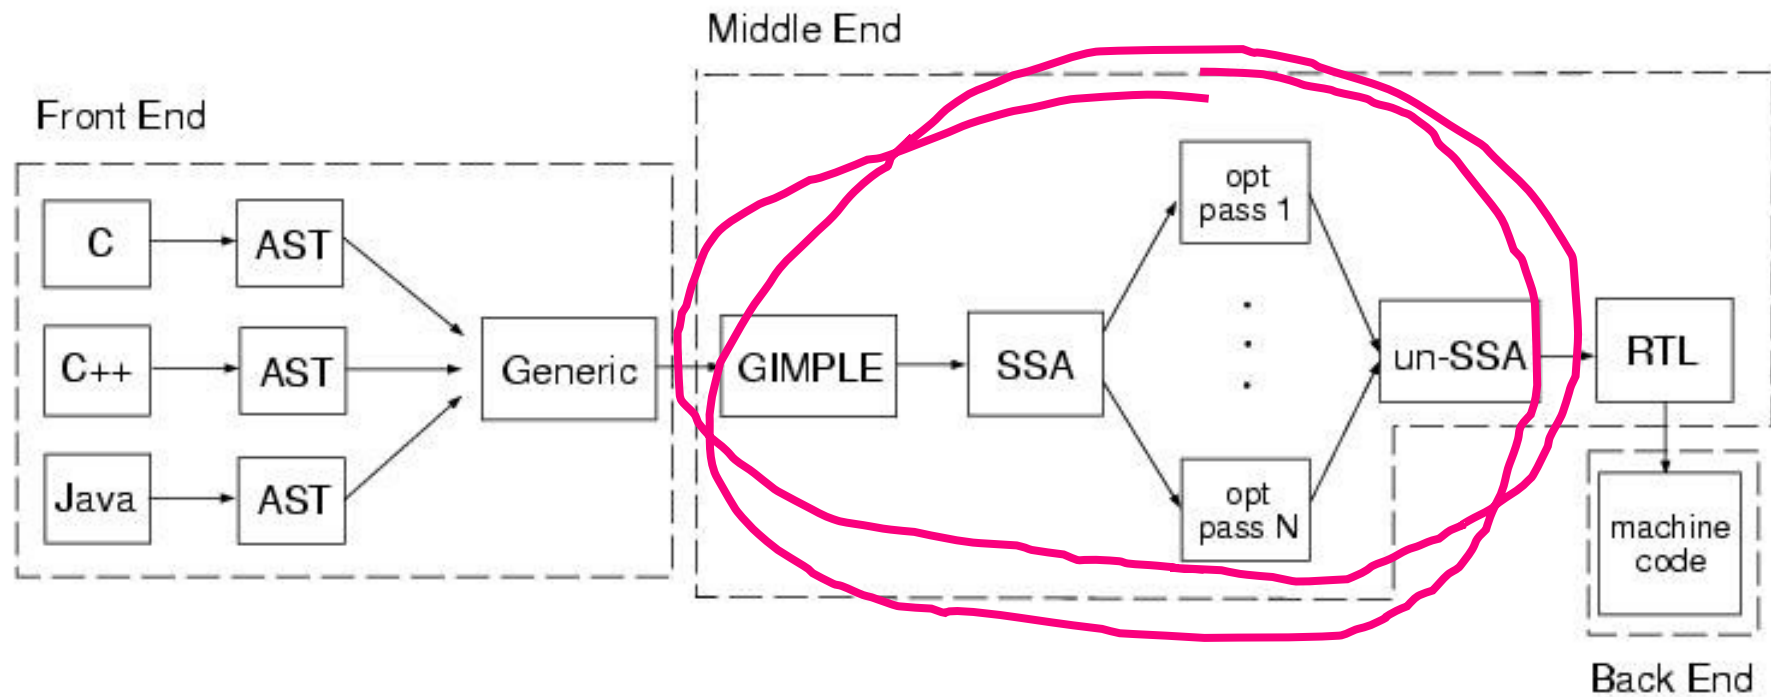 Middle End
Front End
C
AST
C++
AST
Java
AST
Generic
GIMPLE
SSA
opt
pass 1
opt
pass N
un-SSA
RTL
machine
code
Back End